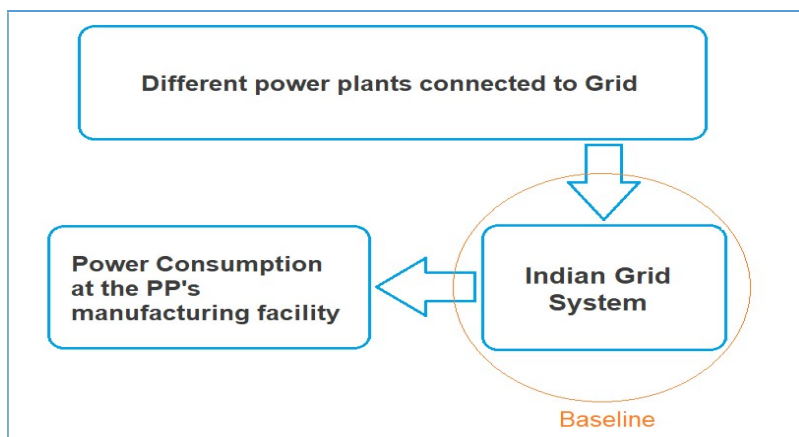 Different power plants connected to Grid
Power Consumption
at the PP's
manufacturing facility
Indian Grid
System
Baseline